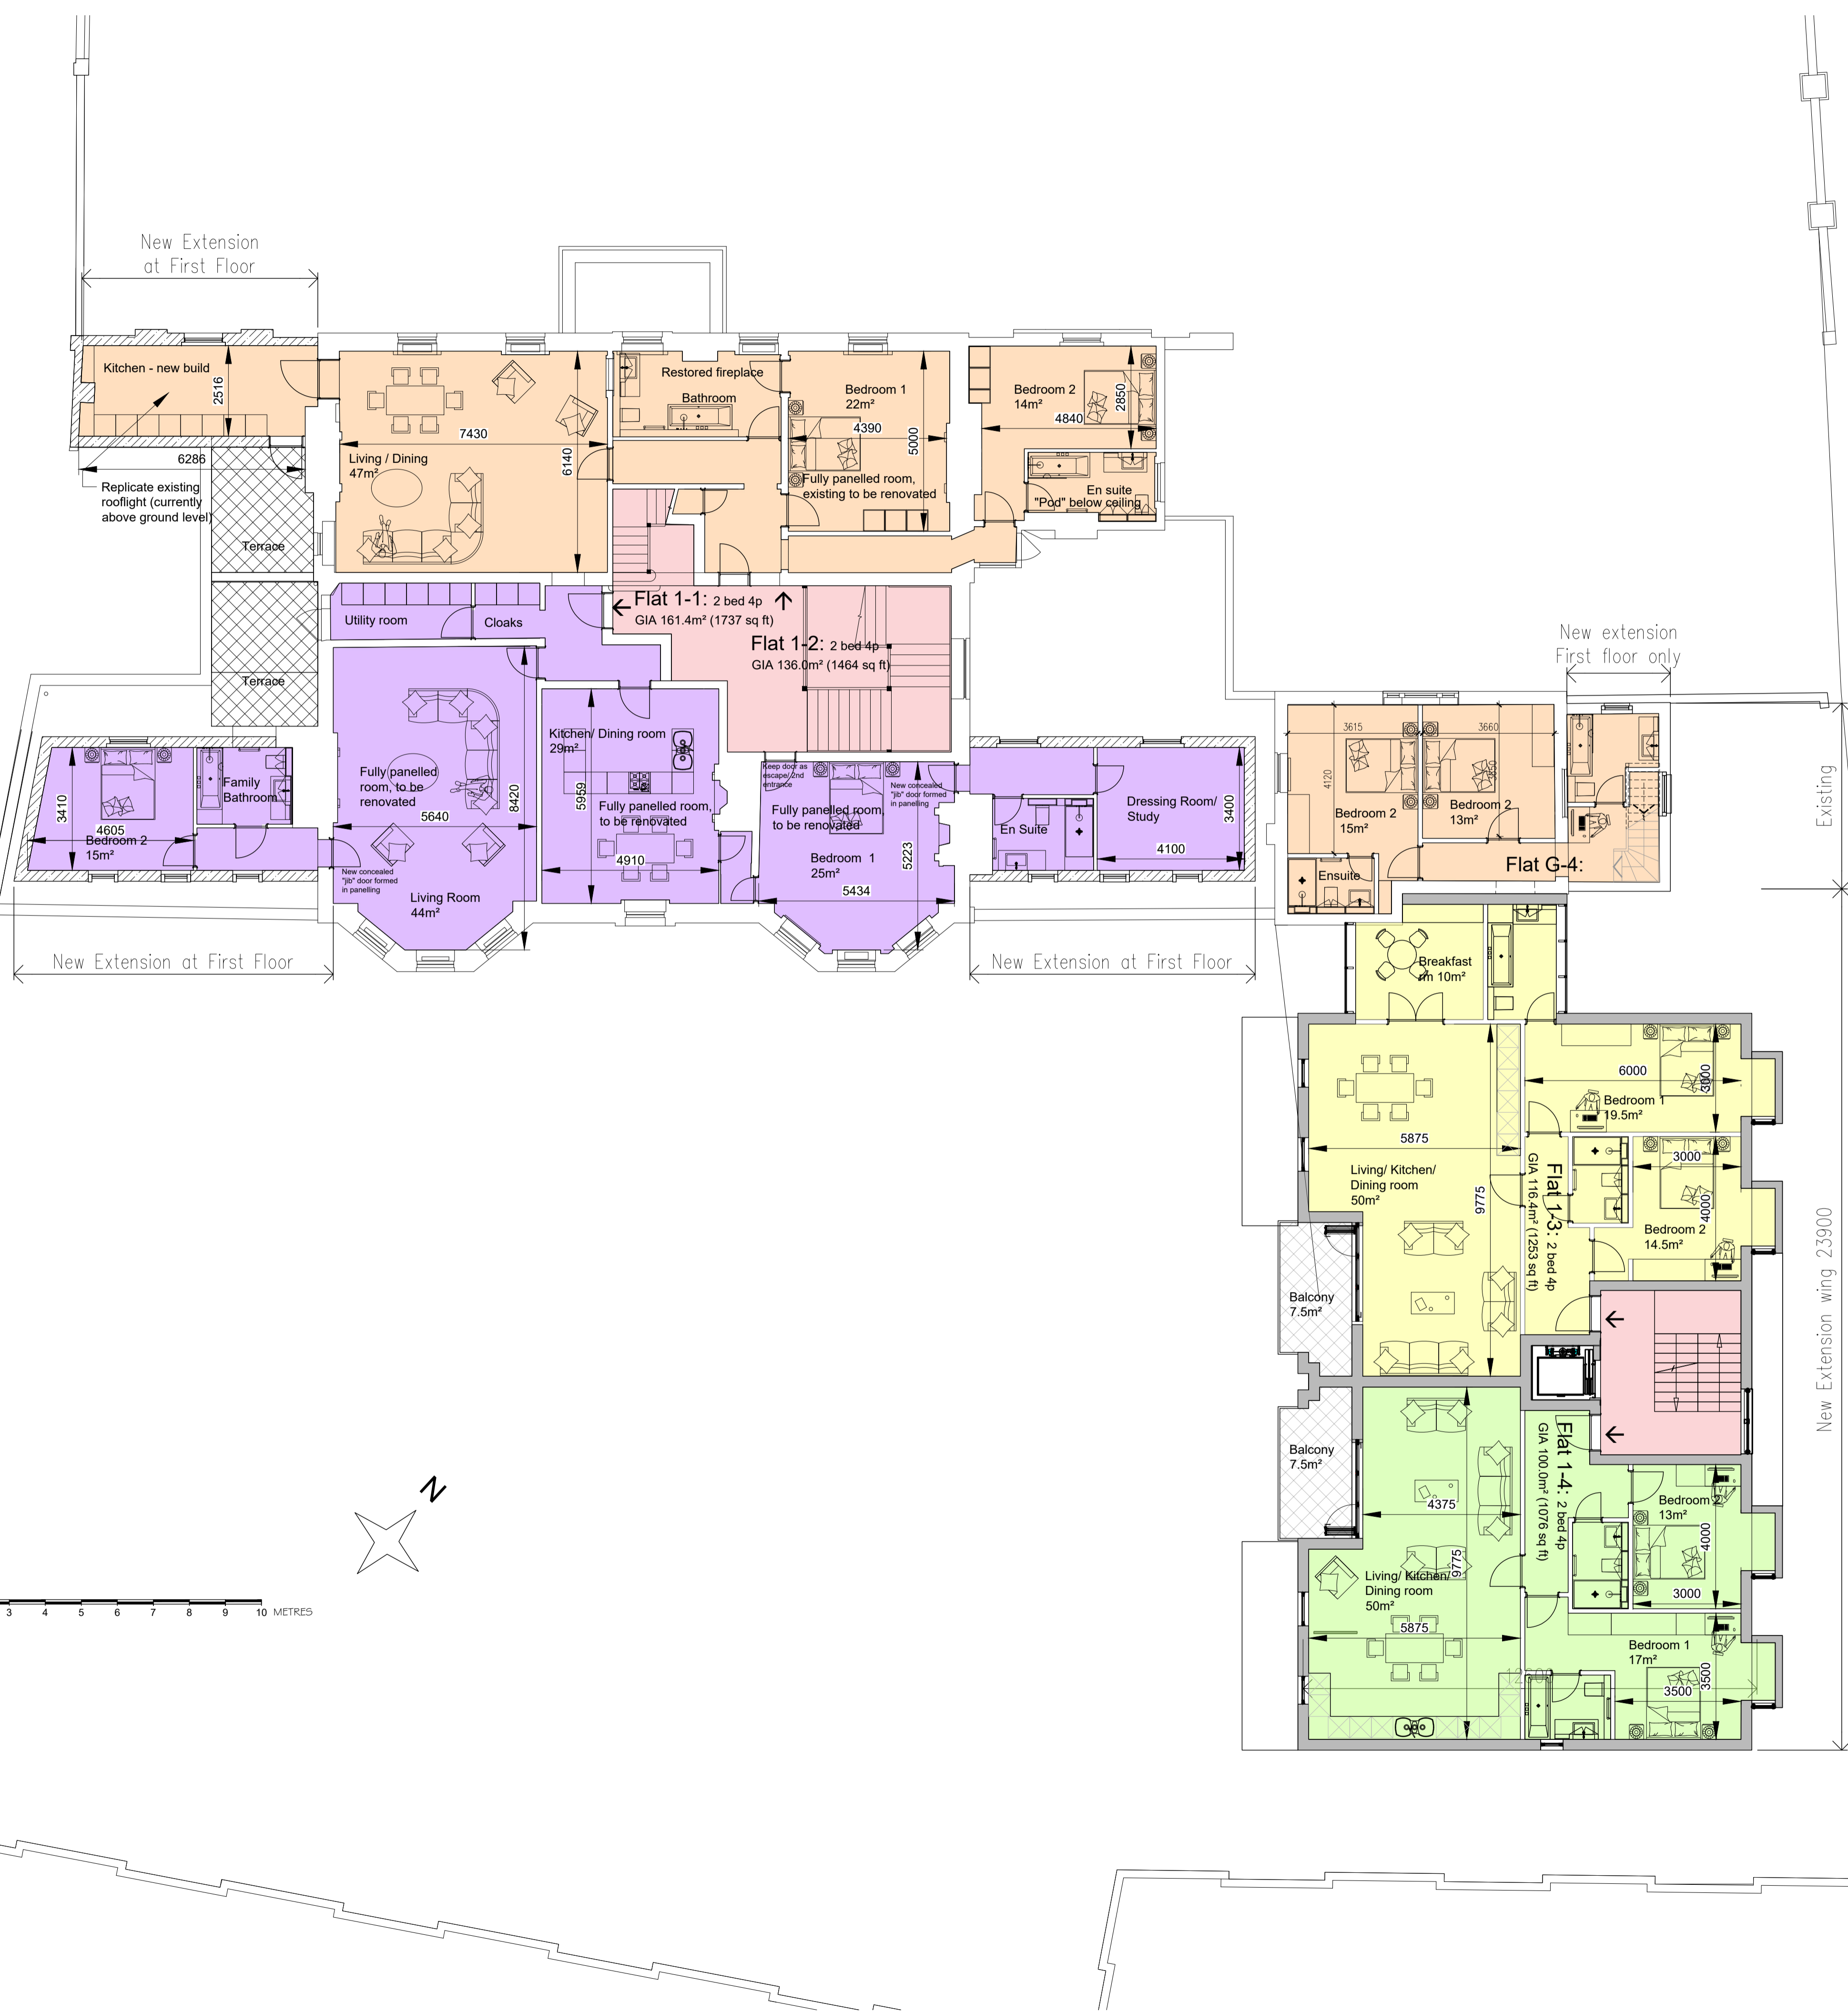 New Extension
at First Floor
Kitchen - new build
2516
6286
Replicate existing
rooflight (currently
above ground level)
Terrace
Terrace
7430
6140
Living / Dining
47m²
Restored fireplace
Bathroom
Bedroom 1
22m²
4390
5000
Fully panelled room,
existing to be renovated
Bedroom 2
14m²
4840
2850
En suite
"Pod" below ceiling
Utility room
Cloaks
Flat 1-1: 2 bed 4p
GIA 161.4m² (1737 sq ft)
Flat 1-2: 2 bed 4p
GIA 136.0m² (1464 sq ft)
3410
4605
Bedroom 2
15m²
Family
Bathroom
New concealed
"jib" door formed
in panelling
Fully panelled
room, to be
renovated
5640
8420
Living Room
44m²
Kitchen/ Dining room
29m²
5959
Fully panelled room,
to be renovated
4910
Keep door as
escape/ 2nd
entrance
Fully panelled room,
to be renovated
New concealed
"jib" door formed
in panelling
Bedroom 1
25m²
5223
5434
En Suite
Dressing Room/
Study
3400
4100
New Extension at First Floor
New Extension at First Floor
New extension
First floor only
3615
3660
4120
3650
Bedroom 2
15m²
Bedroom 2
13m²
Ensuite
Flat G-4:
Existing
Breakfast
rm 10m²
6000
3000
Bedroom 1
19.5m²
5875
9775
Living/ Kitchen/
Dining room
50m²
Flat 1-3: 2 bed 4p
GIA 116.4m² (1253 sq ft)
3000
4000
Bedroom 2
14.5m²
Balcony
7.5m²
New Extension wing 23900
Balcony
7.5m²
4375
9775
Living/ Kitchen/
Dining room
50m²
5875
Flat 1-4: 2 bed 4p
GIA 100.0m² (1076 sq ft)
Bedroom 2
13m²
4000
3000
Bedroom 1
17m²
3500
3500
N
3 4 5 6 7 8 9 10 METRES